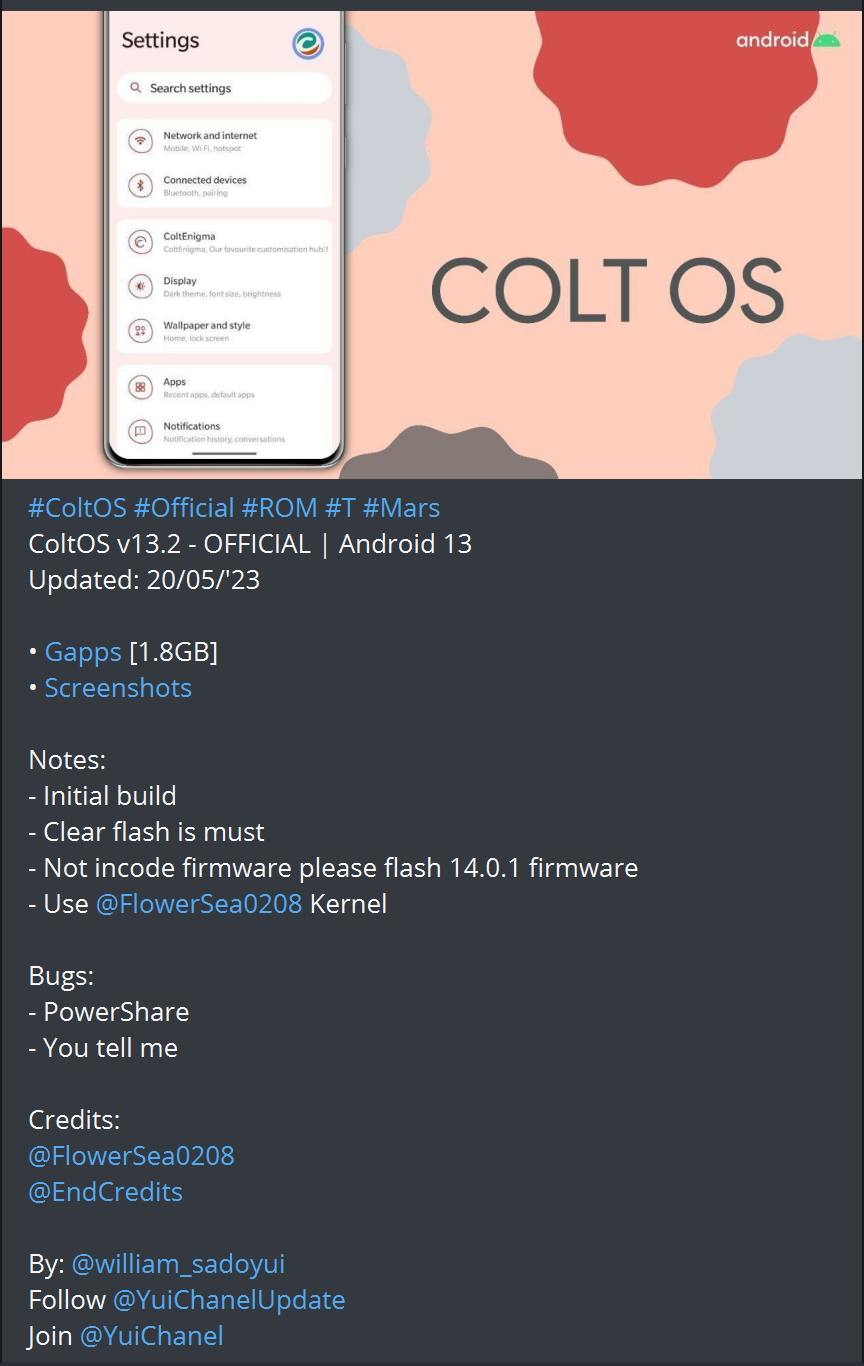 Settings
android
Search settings
Network and internet
Mobile, Wi-Fi, hotspot
Connected devices
Bluetooth, pairing
ColtEnigma
ColtEnigma, Our favourite customisation hub!!
Display
Dark theme, font size, brightness
Wallpaper and style
Home, lock screen
Apps
Recent apps, default apps
Notifications
Notification history, conversations
COLT OS
#ColtOS #Official #ROM #T #Mars
ColtOS v13.2 - OFFICIAL | Android 13
Updated: 20/05/'23
• Gapps [1.8GB]
• Screenshots
Notes:
- Initial build
- Clear flash is must
- Not incode firmware please flash 14.0.1 firmware
- Use @FlowerSea0208 Kernel
Bugs:
- PowerShare
- You tell me
Credits:
@FlowerSea0208
@EndCredits
By: @william_sadoyui
Follow @YuiChanelUpdate
Join @YuiChanel